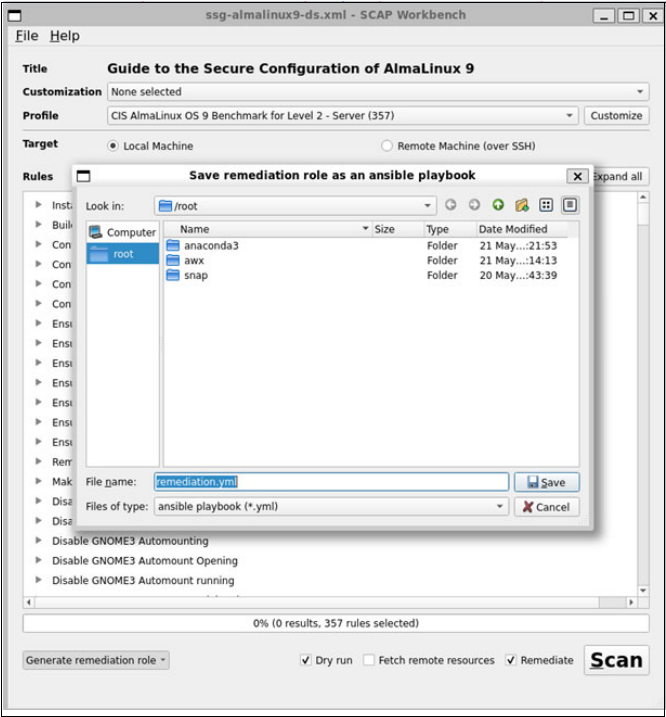 ssg-almalinux9-ds.xml - SCAP Workbench
File Help
Title Guide to the Secure Configuration of AlmaLinux 9
Customization None selected
Profile CIS AlmaLinux OS 9 Benchmark for Level 2 - Server (357) Customize
Target Local Machine Remote Machine (over SSH)
Rules Expand all
Save remediation role as an ansible playbook
Look in: /root
Computer
root
Name Size Type Date Modified
anaconda3 Folder 21 May...:21:53
awx Folder 21 May...:14:13
snap Folder 20 May...:43:39
File name: remediation.yml Save
Files of type: ansible playbook (*.yml) Cancel
Disable GNOME3 Automounting
Disable GNOME3 Automount Opening
Disable GNOME3 Automount running
0% (0 results, 357 rules selected)
Generate remediation role Dry run Fetch remote resources Remediate Scan